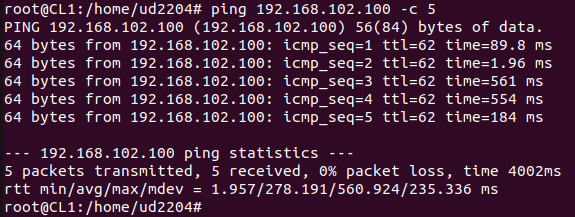 root@CL1:/home/ud2204# ping 192.168.102.100 -c 5
PING 192.168.102.100 (192.168.102.100) 56(84) bytes of data.
64 bytes from 192.168.102.100: icmp_seq=1 ttl=62 time=89.8 ms
64 bytes from 192.168.102.100: icmp_seq=2 ttl=62 time=1.96 ms
64 bytes from 192.168.102.100: icmp_seq=3 ttl=62 time=561 ms
64 bytes from 192.168.102.100: icmp_seq=4 ttl=62 time=554 ms
64 bytes from 192.168.102.100: icmp_seq=5 ttl=62 time=184 ms

--- 192.168.102.100 ping statistics ---
5 packets transmitted, 5 received, 0% packet loss, time 4002ms
rtt min/avg/max/mdev = 1.957/278.191/560.924/235.336 ms
root@CL1:/home/ud2204#